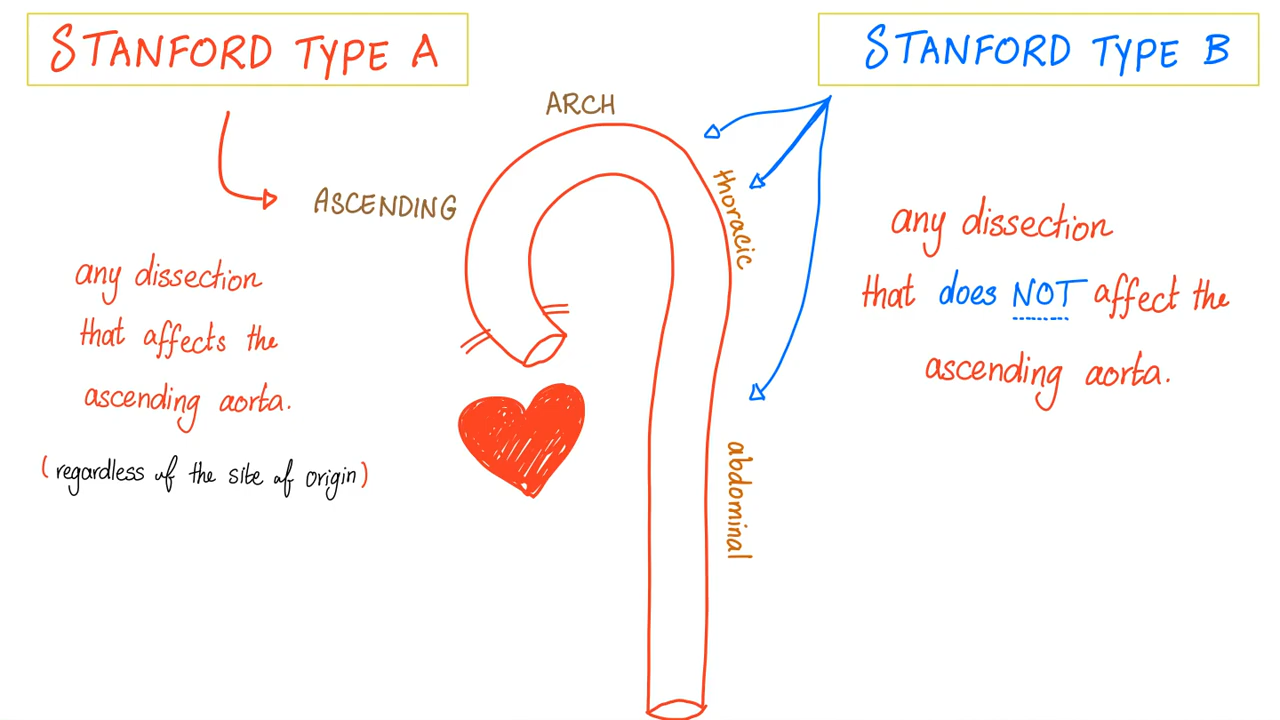 STANFORD TYPE A
STANFORD TYPE B
ARCH
ASCENDING
thoracic
abdominal
any dissection
that affects the
ascending aorta.
(regardless of the site of origin)
any dissection
that does NOT affect the
ascending aorta.